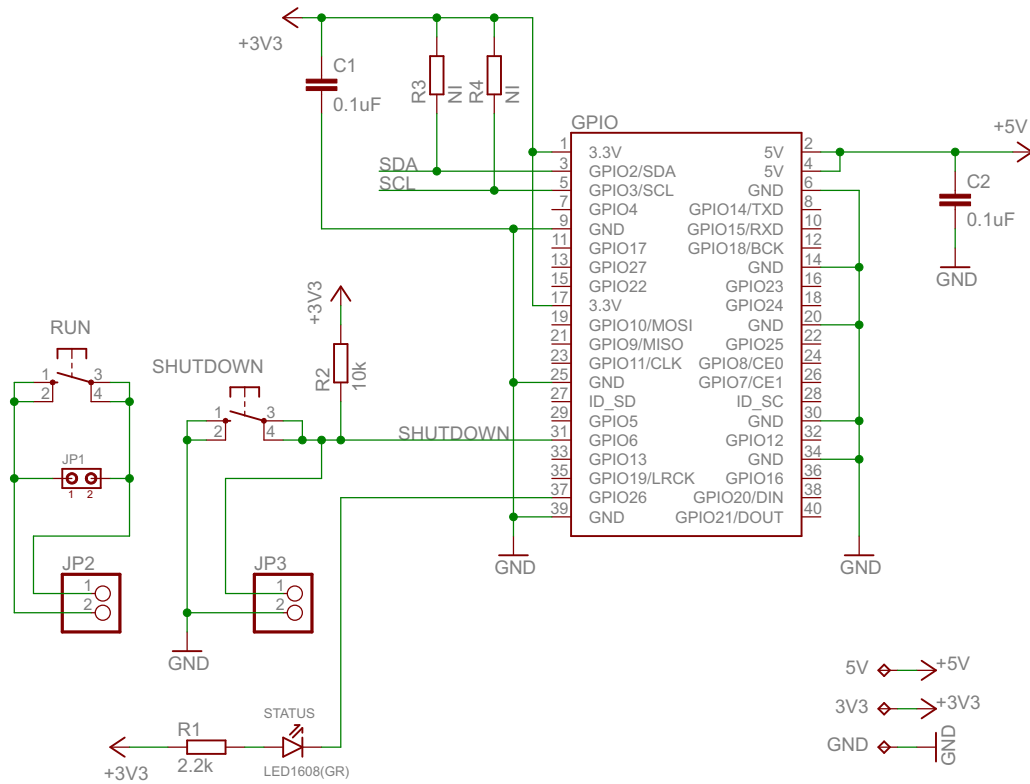 +3V3
C1
0.1uF
R3
NI
R4
NI
SDA
SCL
GPIO
1 3.3V 5V 2
3 GPIO2/SDA 5V 4
5 GPIO3/SCL GND 6
7 GPIO4 GPIO14/TXD 8
9 GND GPIO15/RXD 10
11 GPIO17 GPIO18/BCK 12
13 GPIO27 GND 14
15 GPIO22 GPIO23 16
17 3.3V GPIO24 18
19 GPIO10/MOSI GND 20
21 GPIO9/MISO GPIO25 22
23 GPIO11/CLK GPIO8/CE0 24
25 GND GPIO7/CE1 26
27 ID_SD ID_SC 28
29 GPIO5 GND 30
31 GPIO6 GPIO12 32
33 GPIO13 GND 34
35 GPIO19/LRCK GPIO16 36
37 GPIO26 GPIO20/DIN 38
39 GND GPIO21/DOUT 40
GND
GND
+5V
C2
0.1uF
GND
+3V3
R2
10k
RUN
1 3
2 4
SHUTDOWN
1 3
2 4
SHUTDOWN
JP1
1 2
JP2
1
2
JP3
1
2
GND
STATUS
R1
2.2k
LED1608(GR)
+3V3
5V +5V
3V3 +3V3
GND GND